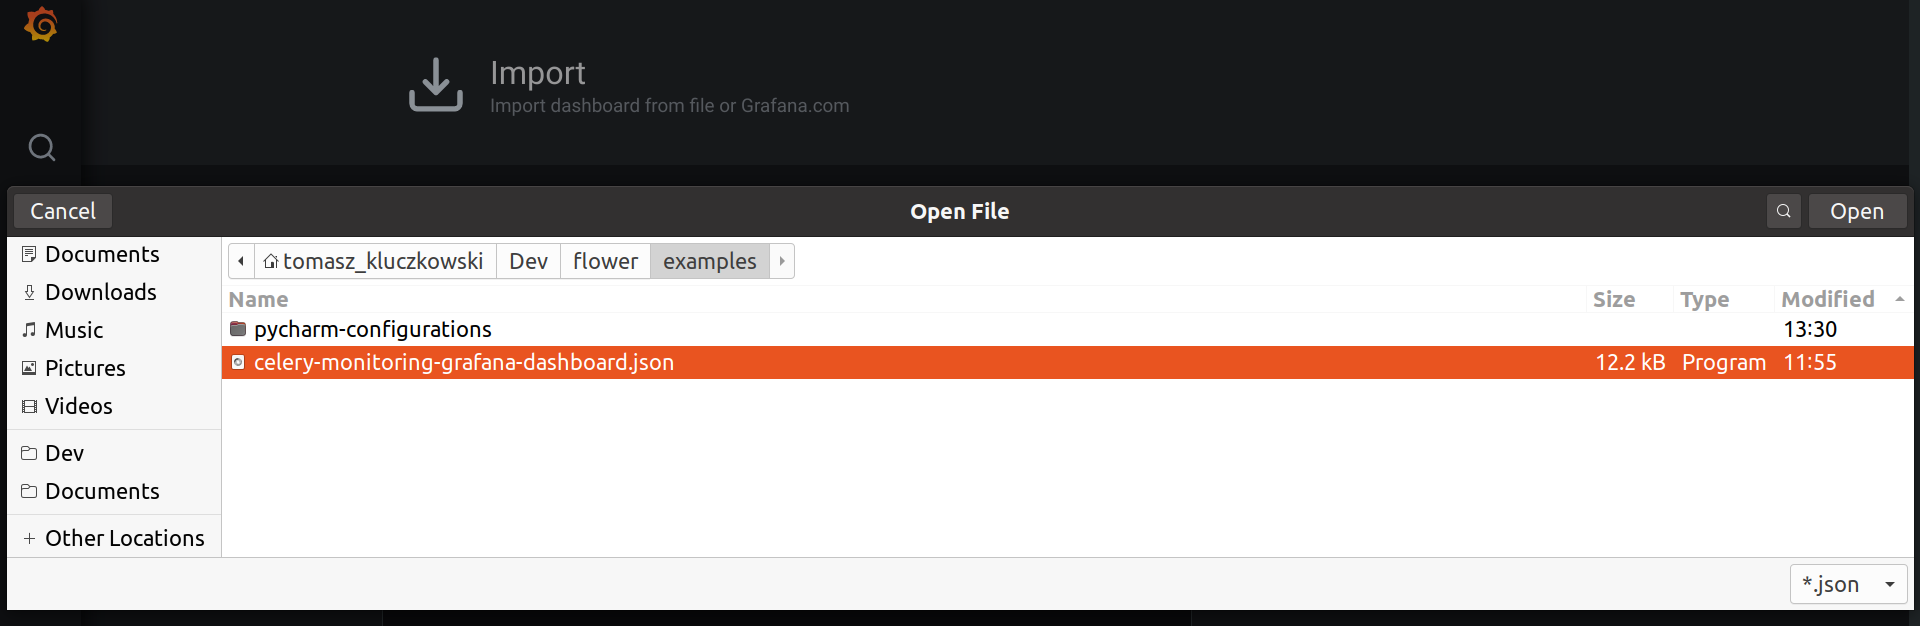 Import
Import dashboard from file or Grafana.com
Cancel
Open File
Open
Documents
Downloads
Music
Pictures
Videos
Dev
Documents
Other Locations
tomasz_kluczkowski Dev flower examples
Name Size Type Modified
pycharm-configurations 13:30
celery-monitoring-grafana-dashboard.json 12.2 kB Program 11:55
*.json